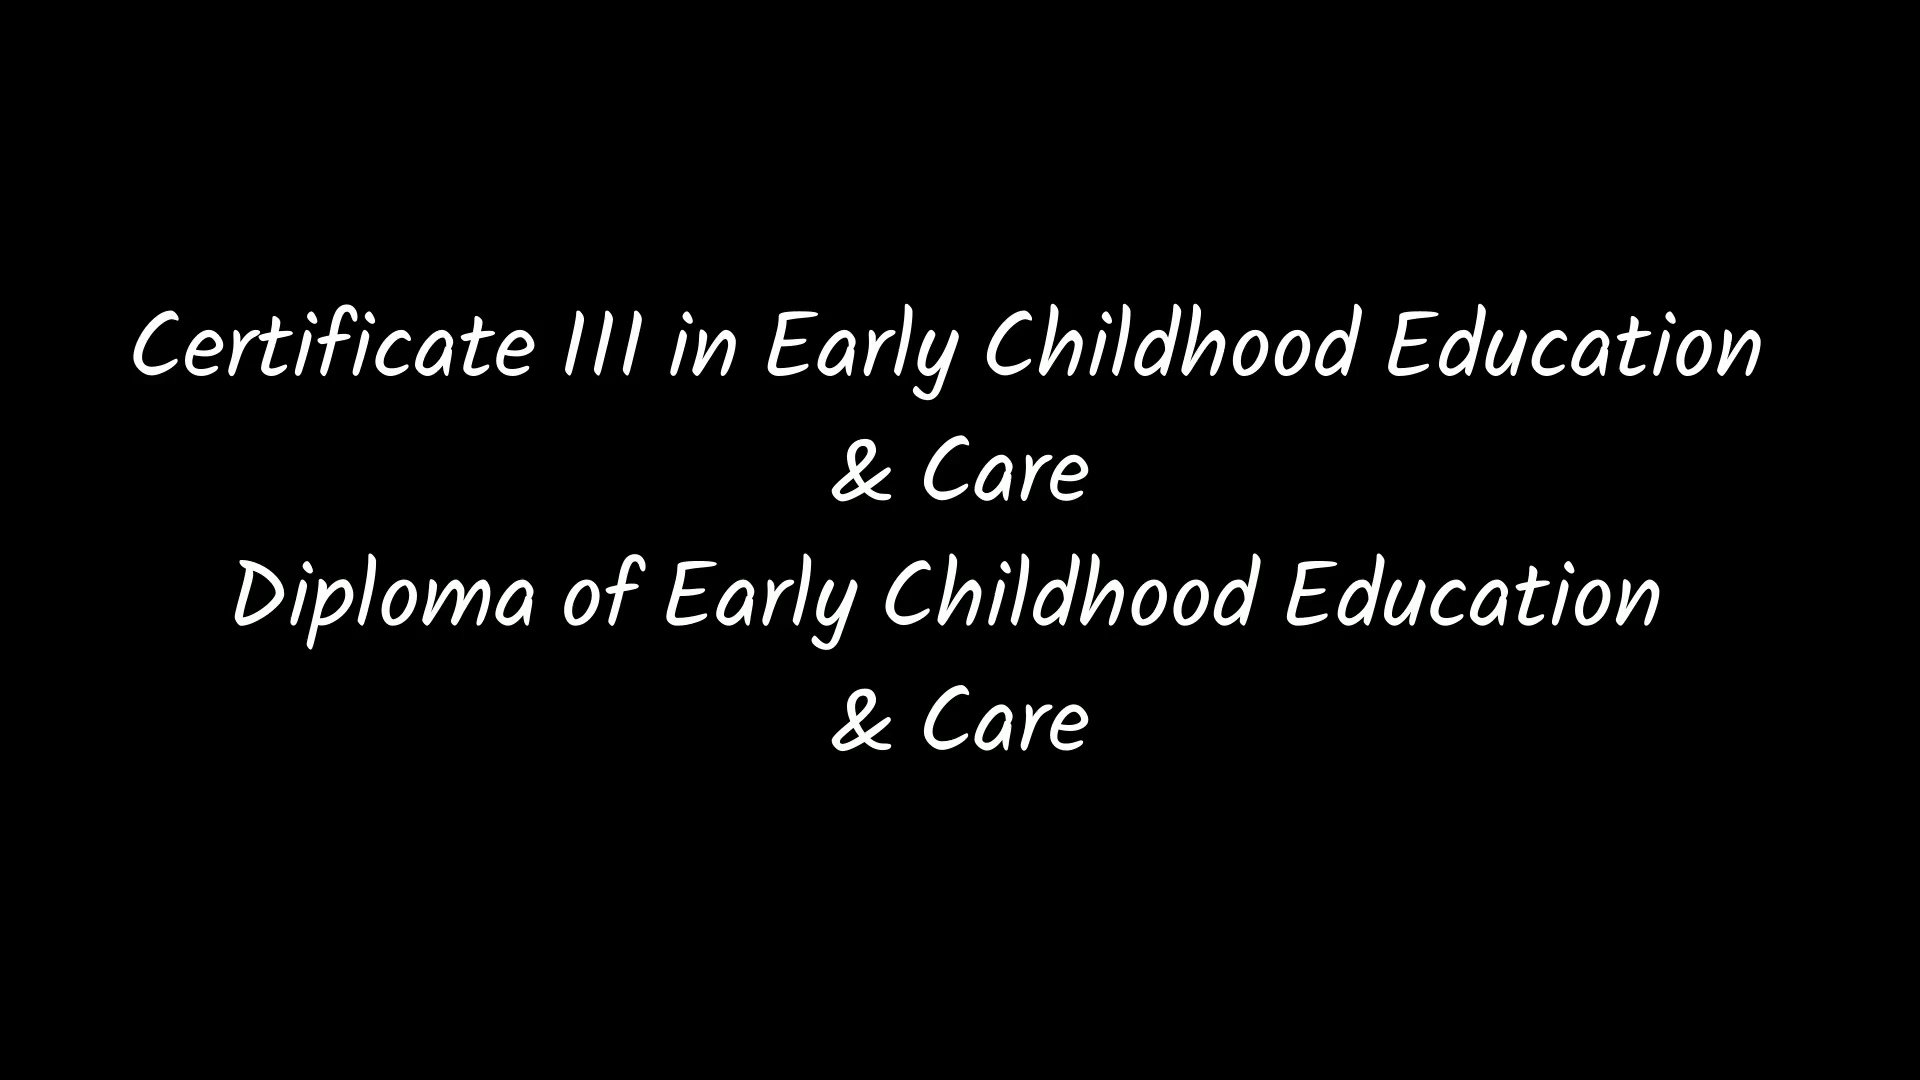 Certificate III in Early Childhood Education
& Care
Diploma of Early Childhood Education
& Care